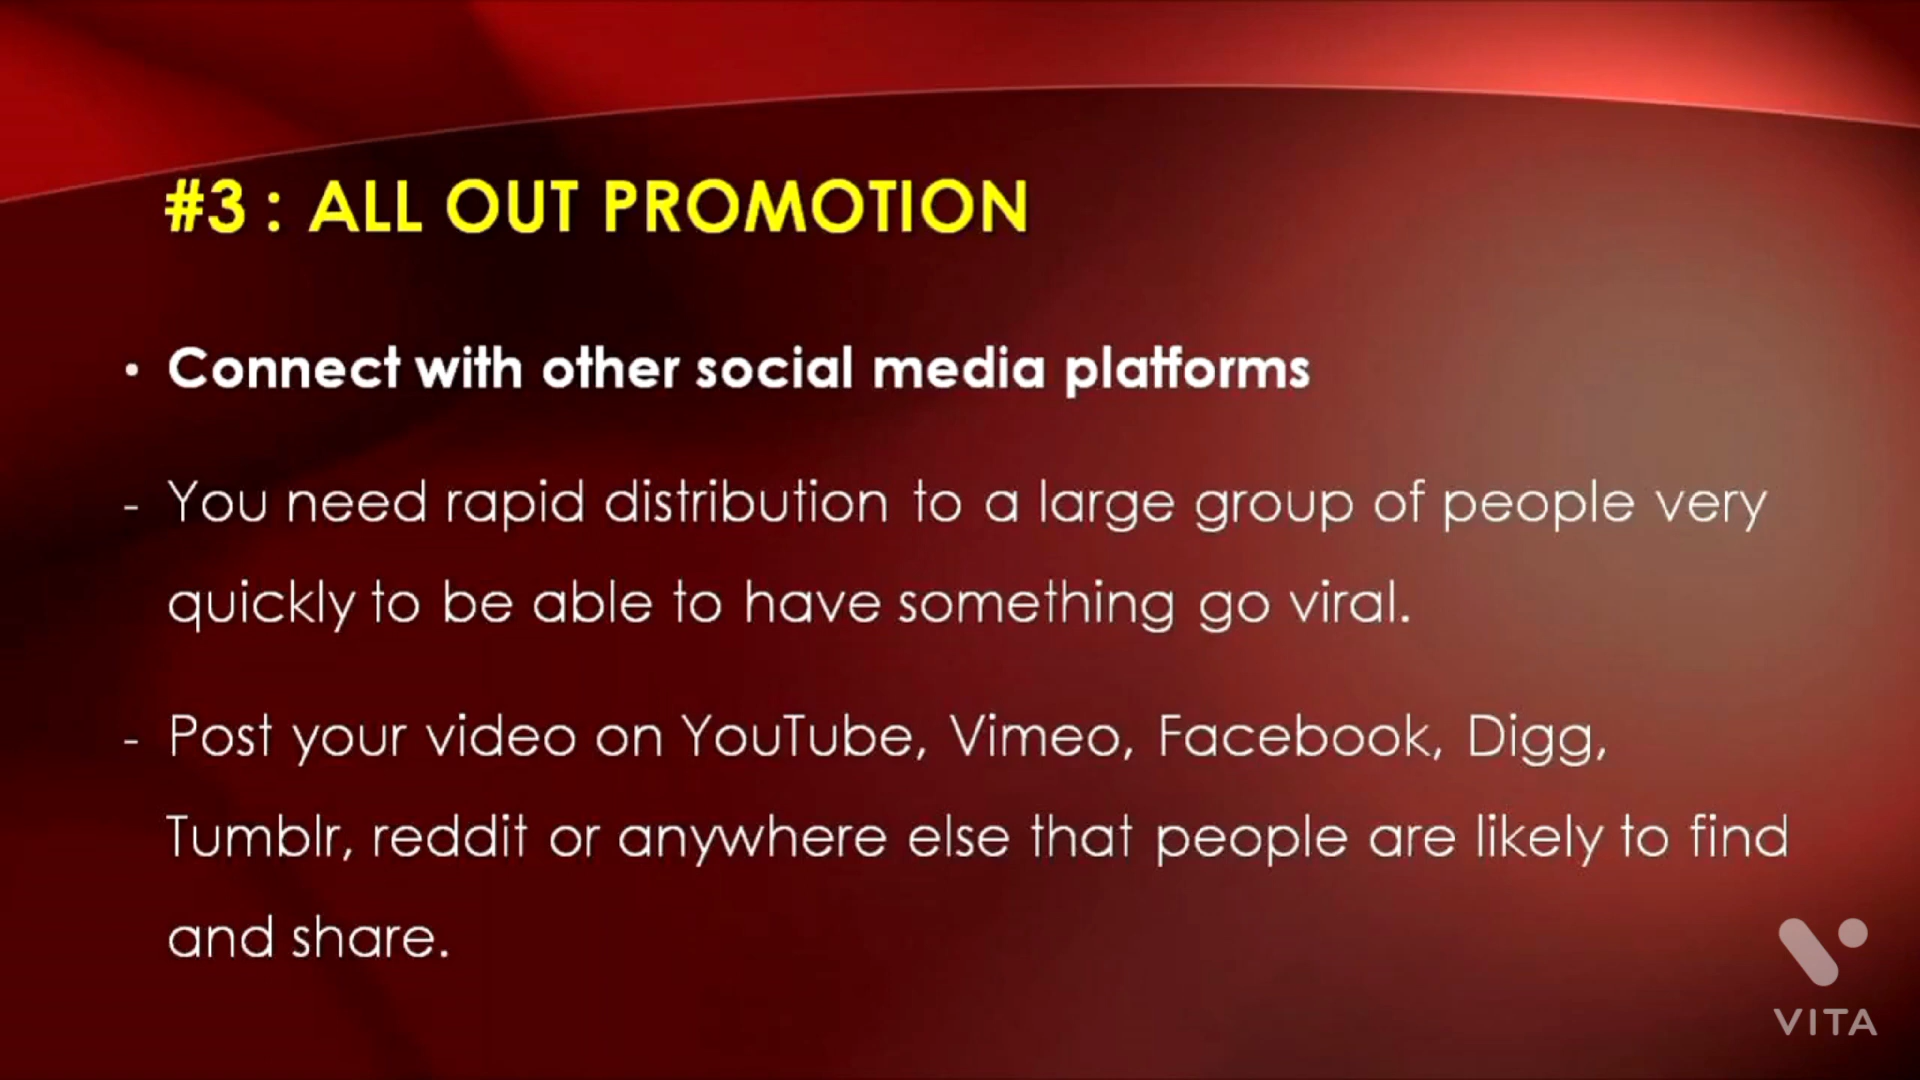 #3 : ALL OUT PROMOTION
• Connect with other social media platforms
- You need rapid distribution to a large group of people very
quickly to be able to have something go viral.
- Post your video on YouTube, Vimeo, Facebook, Digg,
Tumblr, reddit or anywhere else that people are likely to find
and share.
VITA